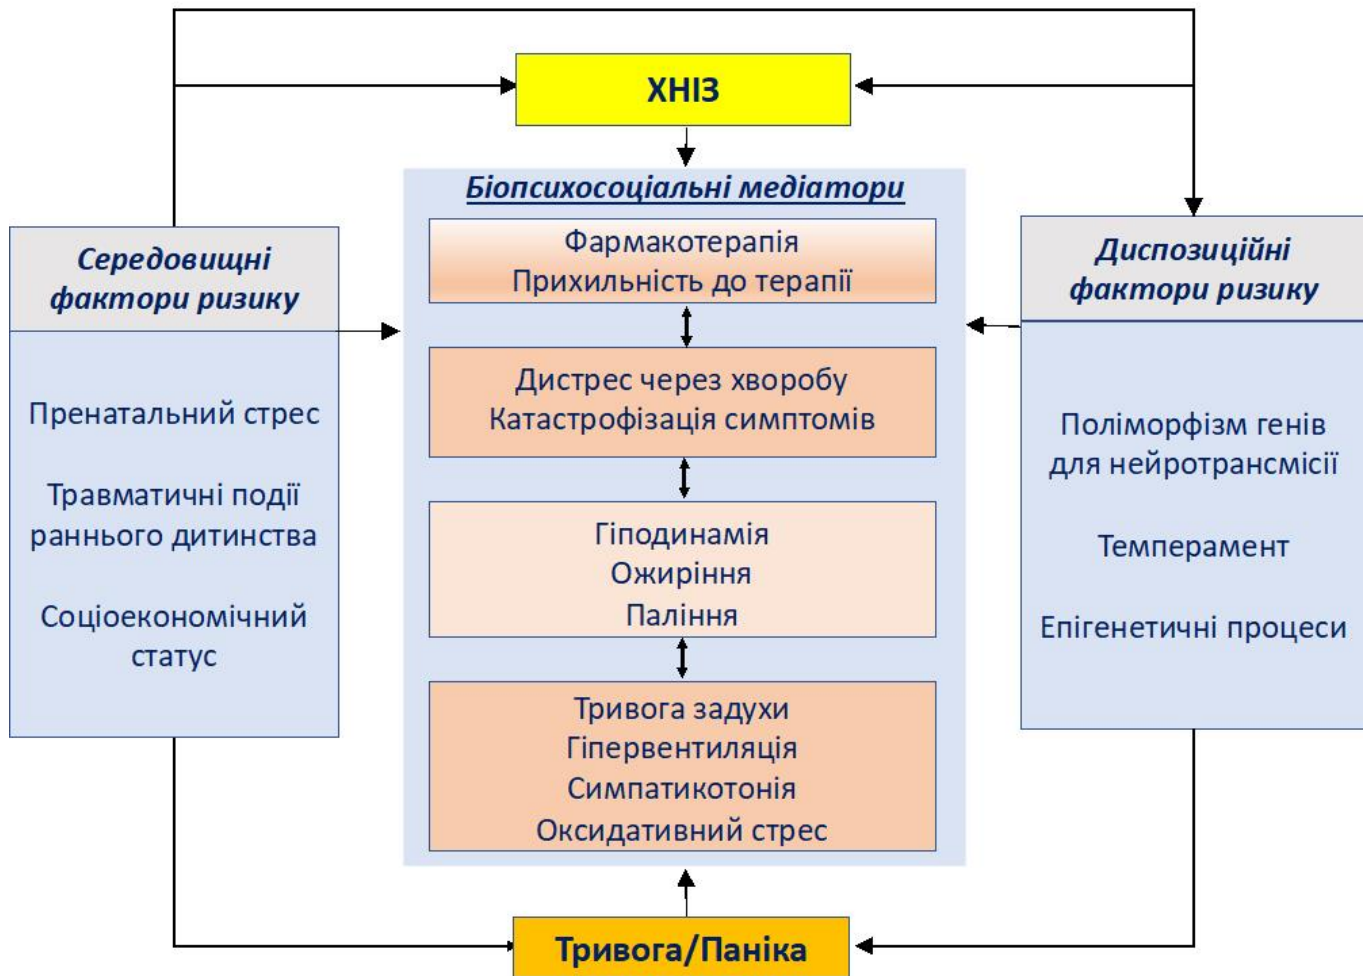 ХНІЗ
Біопсихосоціальні медіатори
Фармакотерапія
Прихильність до терапії
Дистрес через хворобу
Катастрофізація симптомів
Гіподинамія
Ожиріння
Паління
Тривога задухи
Гіпервентиляція
Симпатикотонія
Оксидативний стрес
Середовищні
фактори ризику
Пренатальний стрес
Травматичні події
раннього дитинства
Соціоекономічний
статус
Диспозиційні
фактори ризику
Поліморфізм генів
для нейротрансмісії
Темперамент
Епігенетичні процеси
Тривога/Паніка